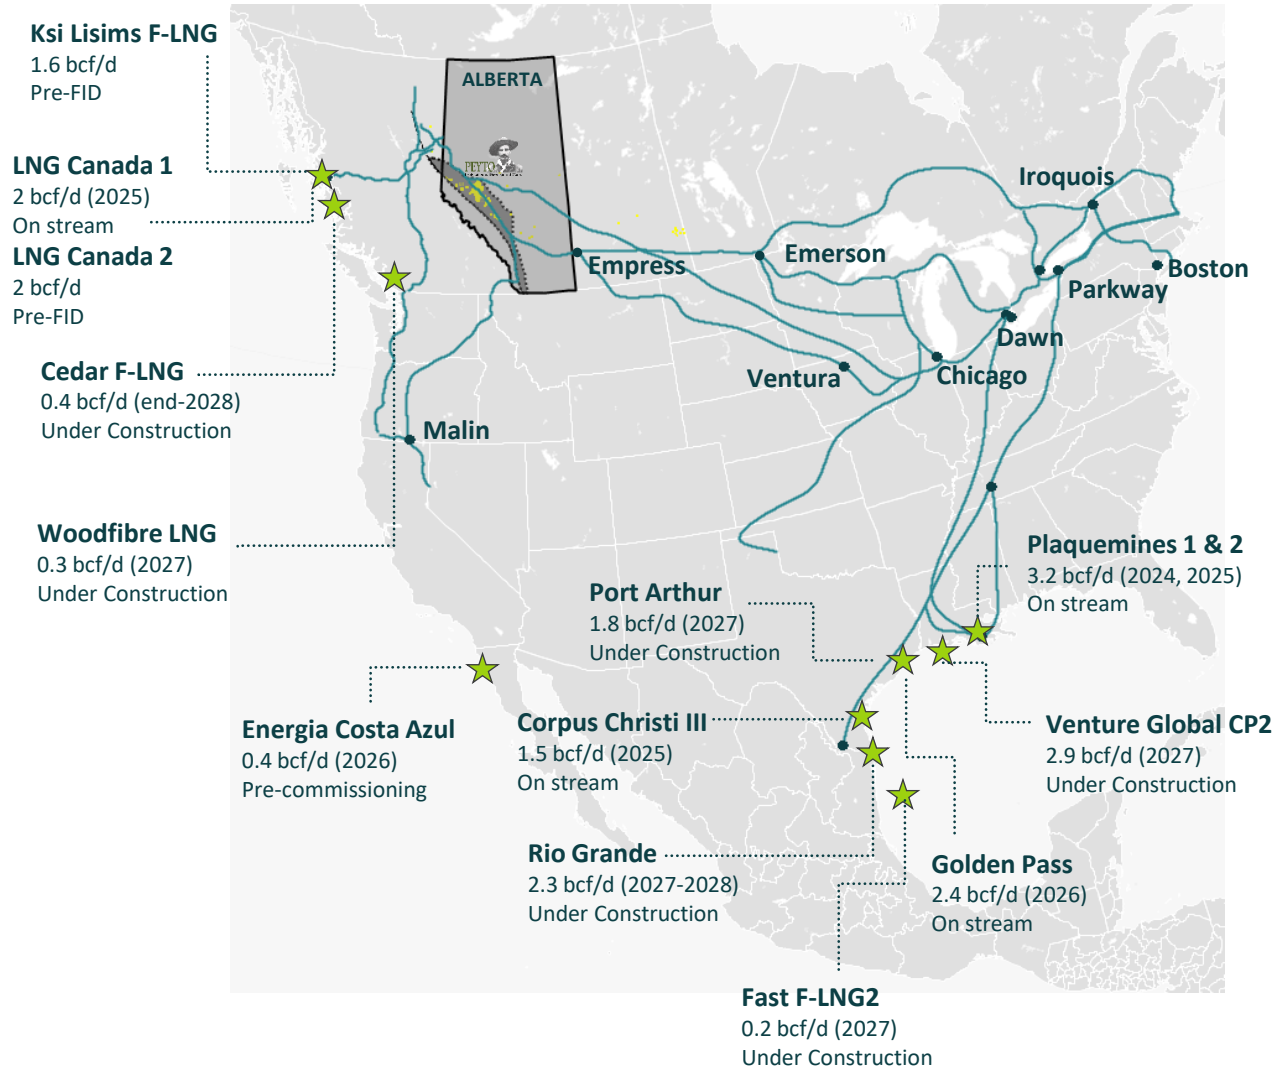 Ksi Lisims F-LNG
1.6 bcf/d
Pre-FID
LNG Canada 1
2 bcf/d (2025)
On stream
LNG Canada 2
2 bcf/d
Pre-FID
Cedar F-LNG
0.4 bcf/d (end-2028)
Under Construction
Woodfibre LNG
0.3 bcf/d (2027)
Under Construction
Energia Costa Azul
0.4 bcf/d (2026)
Pre-commissioning
ALBERTA
PEYTO
Empress
Emerson
Iroquois
Boston
Parkway
Dawn
Chicago
Ventura
Malin
Port Arthur
1.8 bcf/d (2027)
Under Construction
Corpus Christi III
1.5 bcf/d (2025)
On stream
Rio Grande
2.3 bcf/d (2027-2028)
Under Construction
Fast F-LNG2
0.2 bcf/d (2027)
Under Construction
Golden Pass
2.4 bcf/d (2026)
On stream
Venture Global CP2
2.9 bcf/d (2027)
Under Construction
Plaquemines 1 & 2
3.2 bcf/d (2024, 2025)
On stream